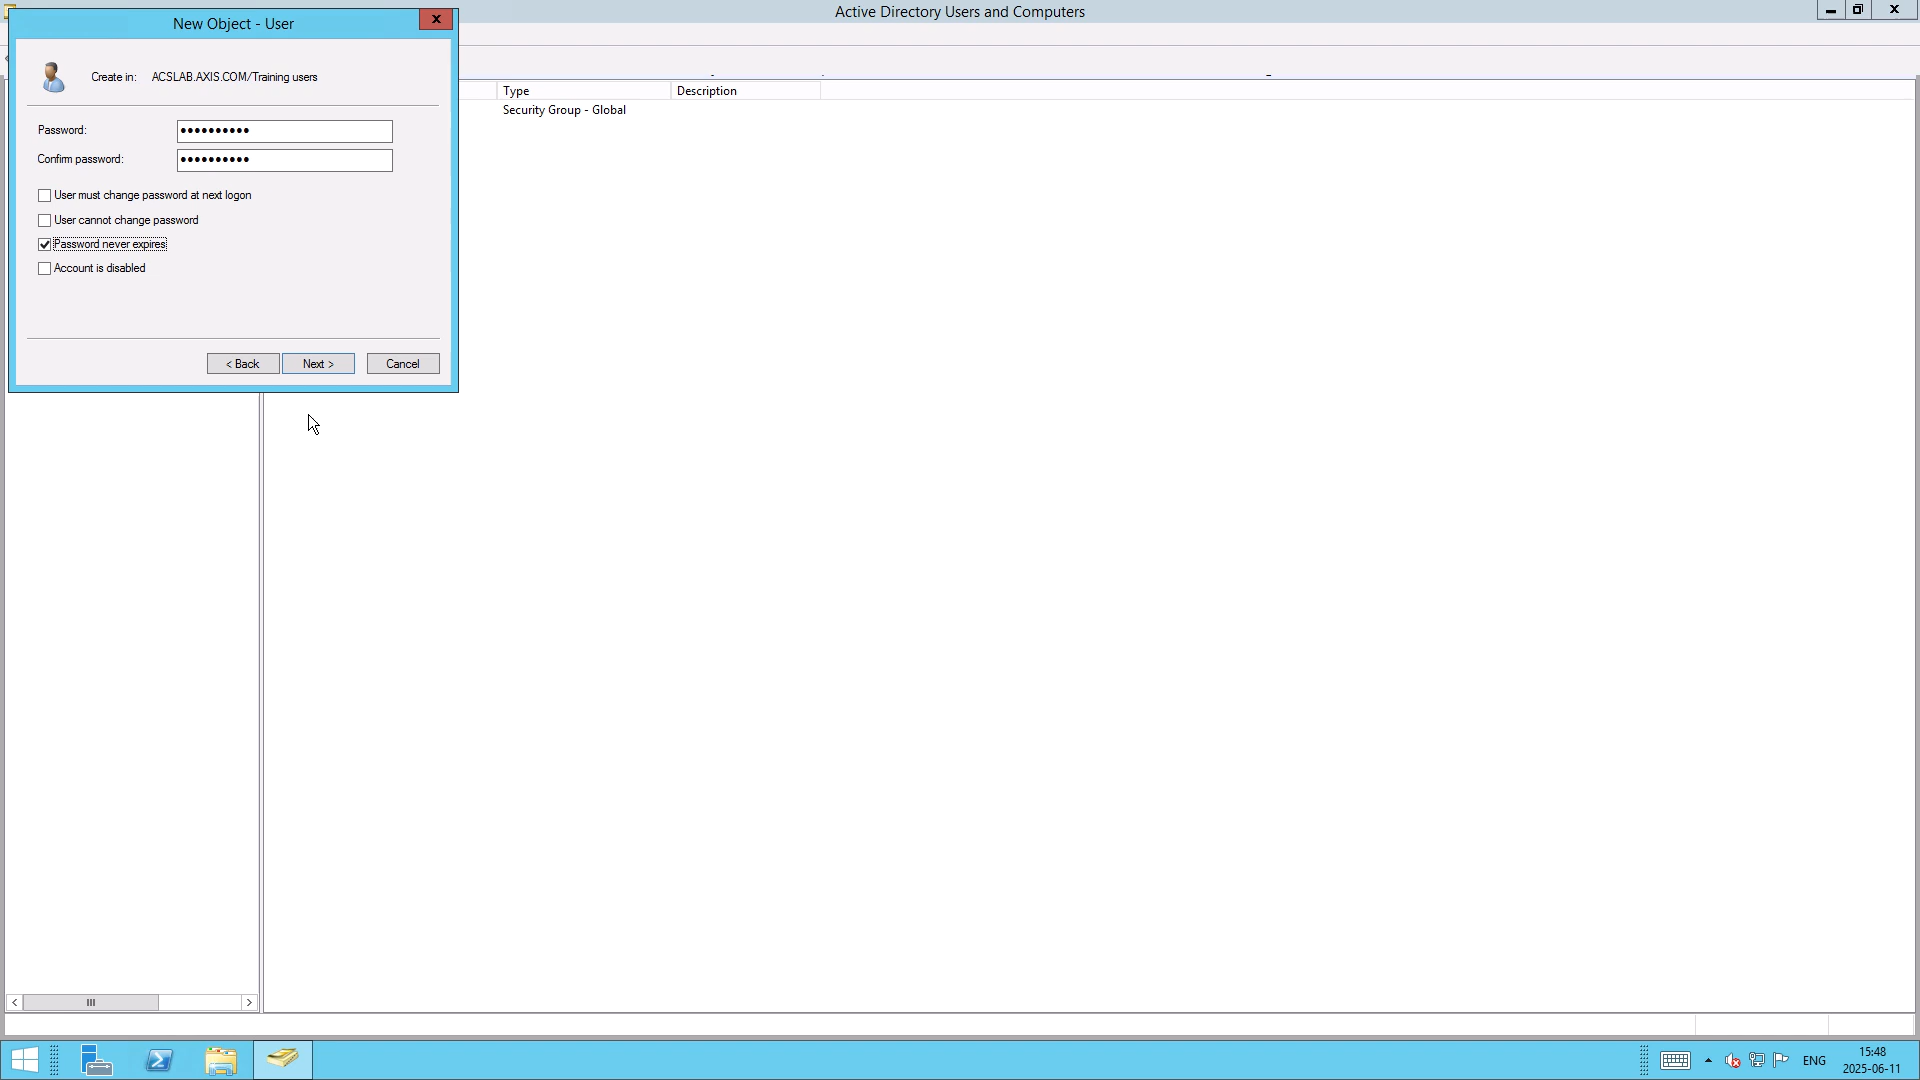 Active Directory Users and Computers
New Object - User
Create in: ACSLAB.AXIS.COM/Training users
Password: ●●●●●●●●●●
Confirm password: ●●●●●●●●●●
User must change password at next logon
User cannot change password
Password never expires
Account is disabled
< Back
Next >
Cancel
Type
Description
Security Group - Global
ENG
15:48
2025-06-11